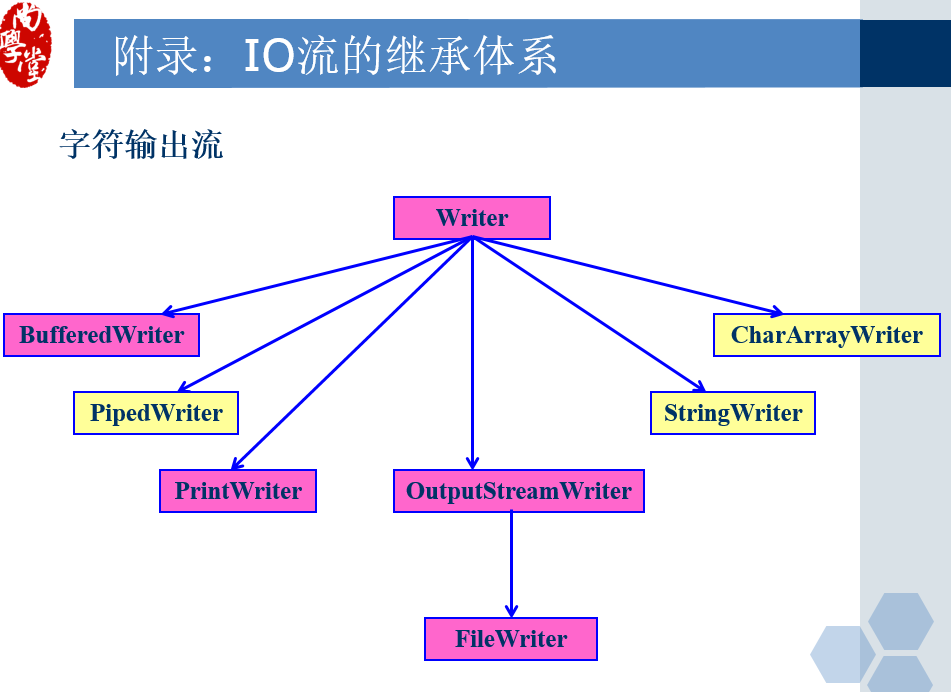 尚学堂
附录：IO流的继承体系
字符输出流
Writer
BufferedWriter
CharArrayWriter
PipedWriter
StringWriter
PrintWriter
OutputStreamWriter
FileWriter